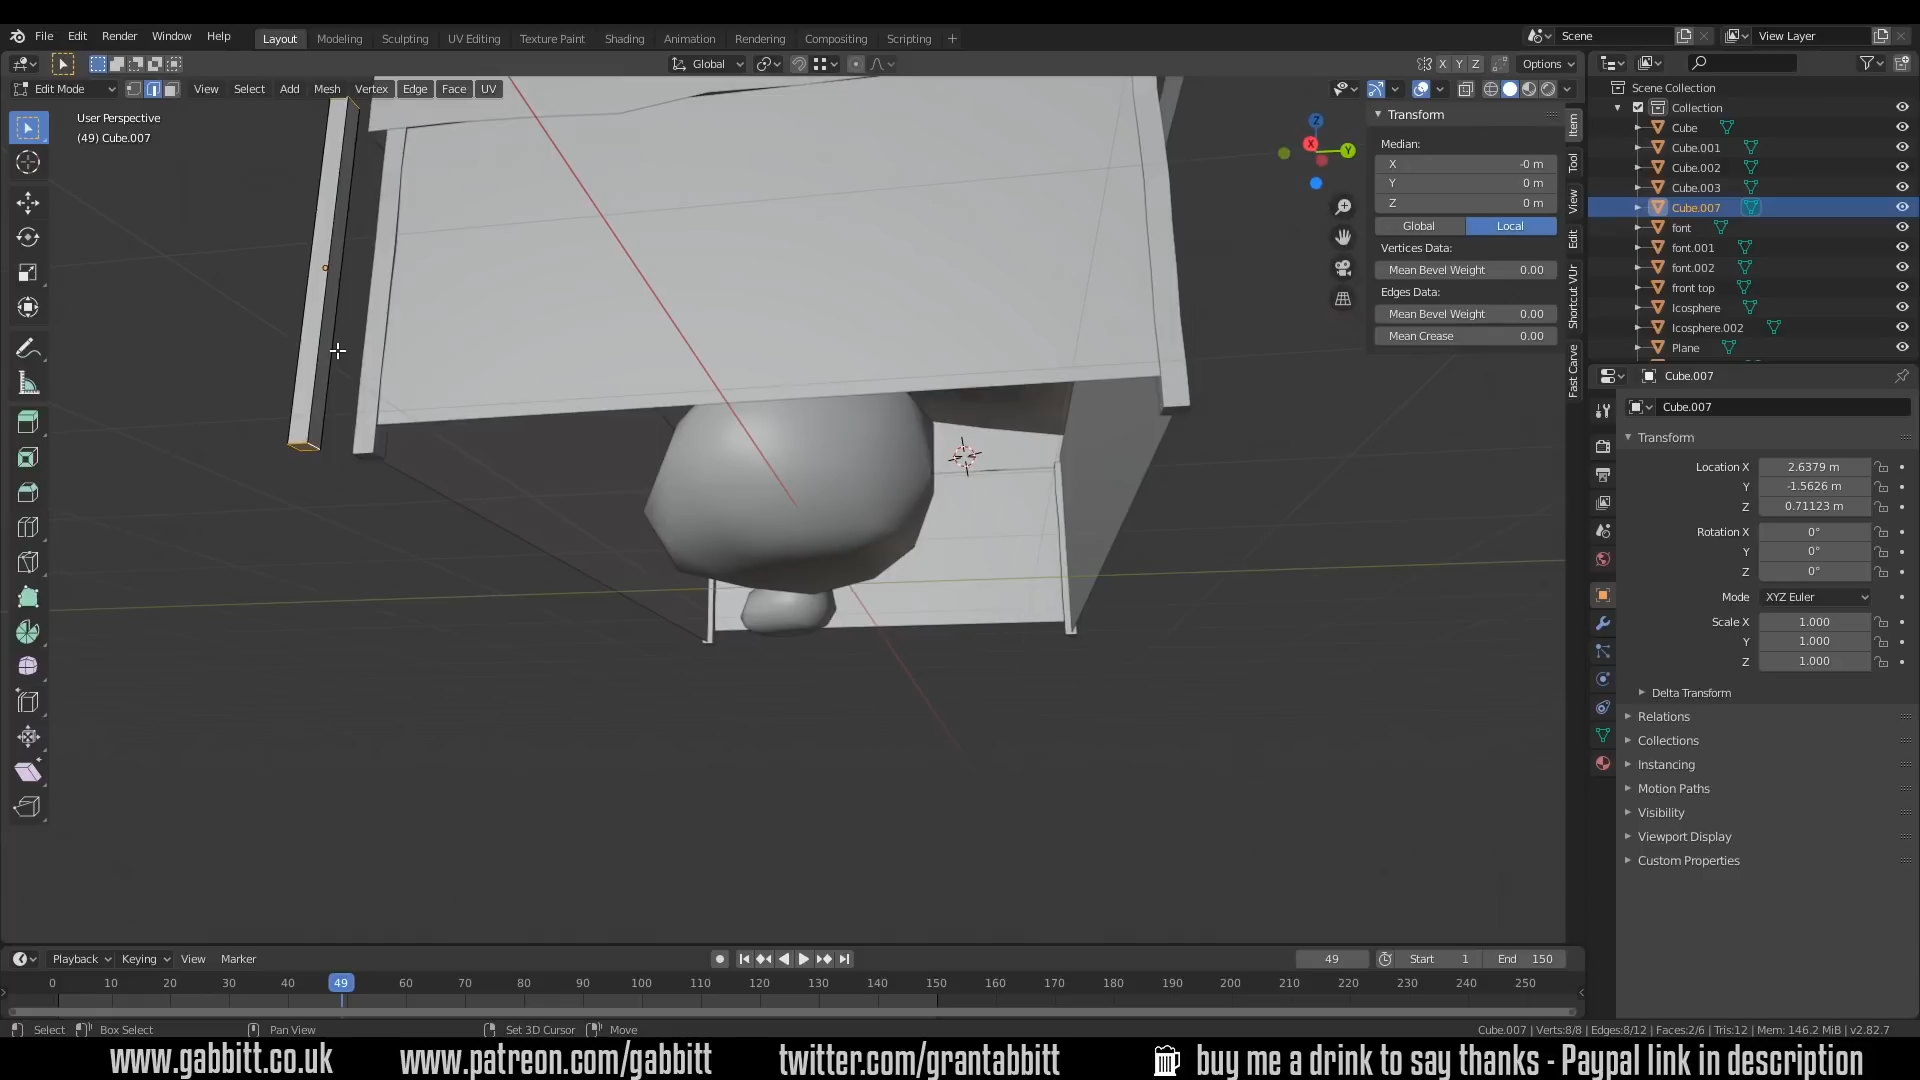 File Edit Render Window Help
Layout Modeling Sculpting UV Editing Texture Paint Shading Animation Rendering Compositing Scripting
Scene
View Layer
Global
X Y Z
Options
Edit Mode
View Select Add Mesh Vertex Edge Face UV
User Perspective
(49) Cube.007
Z
X
Y
Transform
Median:
X -0 m
Y 0 m
Z 0 m
Global Local
Vertices Data:
Mean Bevel Weight 0.00
Edges Data:
Mean Bevel Weight 0.00
Mean Crease 0.00
Item
Tool
View
Edit
Shortcut VUr
Fast Carve
Scene Collection
Collection
Cube
Cube.001
Cube.002
Cube.003
Cube.007
font
font.001
font.002
front top
Icosphere
Icosphere.002
Plane
Cube.007
Cube.007
Transform
Location X 2.6379 m
Y -1.5626 m
Z 0.71123 m
Rotation X 0°
Y 0°
Z 0°
Mode XYZ Euler
Scale X 1.000
Y 1.000
Z 1.000
Delta Transform
Relations
Collections
Instancing
Motion Paths
Visibility
Viewport Display
Custom Properties
Playback Keying View Marker
49
Start 1
End 150
0 10 20 30 40 49 60 70 80 90 100 110 120 130 140 150 160 170 180 190 200 210 220 230 240 250
Select Box Select Pan View Set 3D Cursor Move
Cube.007 | Verts:8/8 | Edges:8/12 | Faces:2/6 | Tris:12 | Mem: 146.2 MiB | v2.82.7
www.gabbitt.co.uk www.patreon.com/gabbitt twitter.com/grantabbitt buy me a drink to say thanks - Paypal link in description